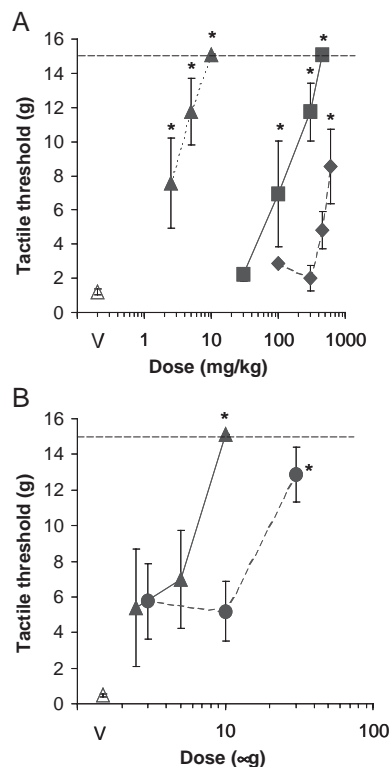 A
Tactile threshold (g)
16
14
12
10
8
6
4
2
0
* * * * * * *
V 1 10 100 1000
Dose (mg/kg)
B
Tactile threshold (g)
16
14
12
10
8
6
4
2
0
* *
V 10 100
Dose (∝g)